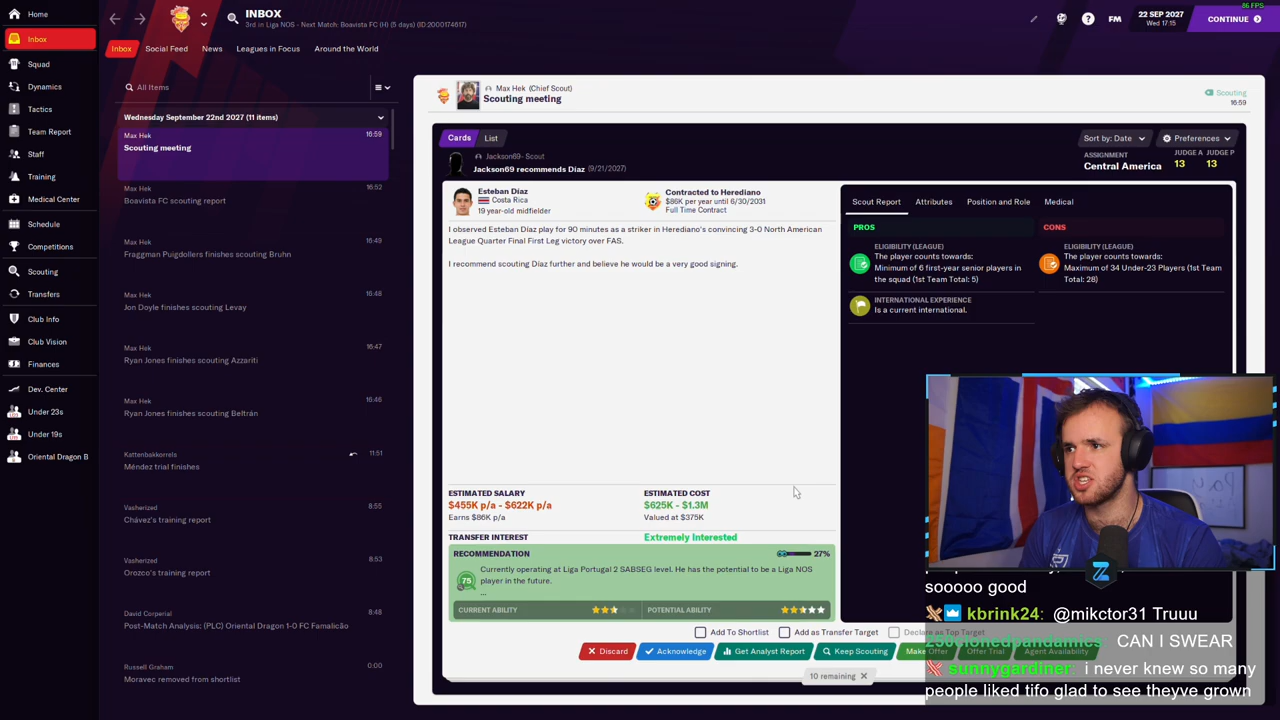 86 FPS
Home
INBOX
3rd in Liga NOS - Next Match: Boavista FC (H) (5 days) (ID:2000174617)
FM
22 SEP 2027
Wed 17:15
CONTINUE
Inbox
Squad
Dynamics
Tactics
Team Report
Staff
Training
Medical Center
Schedule
Competitions
Scouting
Transfers
Club Info
Club Vision
Finances
Dev. Center
Under 23s
Under 19s
Oriental Dragon B
Inbox
Social Feed
News
Leagues in Focus
Around the World
All Items
Wednesday September 22nd 2027 (11 items)
Max Hek
16:59
Scouting meeting
Max Hek
16:52
Boavista FC scouting report
Max Hek
16:49
Fraggman Puigdollers finishes scouting Bruhn
Max Hek
16:48
Jon Doyle finishes scouting Levay
Max Hek
16:47
Ryan Jones finishes scouting Azzariti
Max Hek
16:46
Ryan Jones finishes scouting Beltrán
Kattenbakkorrels
11:51
Méndez trial finishes
Vasherized
8:55
Chávez's training report
Vasherized
8:53
Orozco's training report
David Corperial
8:48
Post-Match Analysis: (PLC) Oriental Dragon 1-0 FC Famalicão
Russell Graham
0:00
Moravec removed from shortlist
Max Hek (Chief Scout)
Scouting meeting
Scouting
16:59
Cards
List
Sort by: Date
Preferences
Jackson69- Scout
Jackson69 recommends Díaz (9/21/2027)
ASSIGNMENT
Central America
JUDGE A
13
JUDGE P
13
Esteban Díaz
Costa Rica
19 year-old midfielder
Contracted to Herediano
$86K per year until 6/30/2031
Full Time Contract
I observed Esteban Díaz play for 90 minutes as a striker in Herediano's convincing 3-0 North American
League Quarter Final First Leg victory over FAS.
I recommend scouting Díaz further and believe he would be a very good signing.
ESTIMATED SALARY
$455K p/a - $622K p/a
Earns $86K p/a
ESTIMATED COST
$625K - $1.3M
Valued at $375K
TRANSFER INTEREST
Extremely Interested
RECOMMENDATION
27%
75
Currently operating at Liga Portugal 2 SABSEG level. He has the potential to be a Liga NOS
player in the future.
...
CURRENT ABILITY
POTENTIAL ABILITY
Add To Shortlist
Add as Transfer Target
Declare as Top Target
Discard
Acknowledge
Get Analyst Report
Keep Scouting
Make Offer
Offer Trial
Agent Availability
10 remaining
Scout Report
Attributes
Position and Role
Medical
PROS
ELIGIBILITY (LEAGUE)
The player counts towards:
Minimum of 6 first-year senior players in
the squad (1st Team Total: 5)
INTERNATIONAL EXPERIENCE
Is a current international.
CONS
ELIGIBILITY (LEAGUE)
The player counts towards:
Maximum of 34 Under-23 Players (1st
Team Total: 28)
sooooo good
kbrink24: @mikctor31 Truuu
CAN I SWEAR
sunnygardiner: i never knew so many
people liked tifo glad to see theyve grown